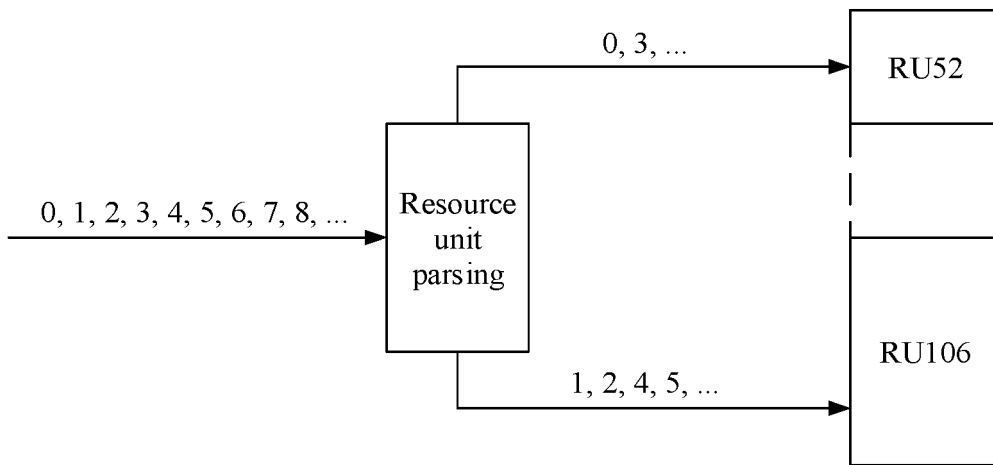 0, 3, ...
RU52
0, 1, 2, 3, 4, 5, 6, 7, 8, ...
Resource
unit
parsing
RU106
1, 2, 4, 5, ...